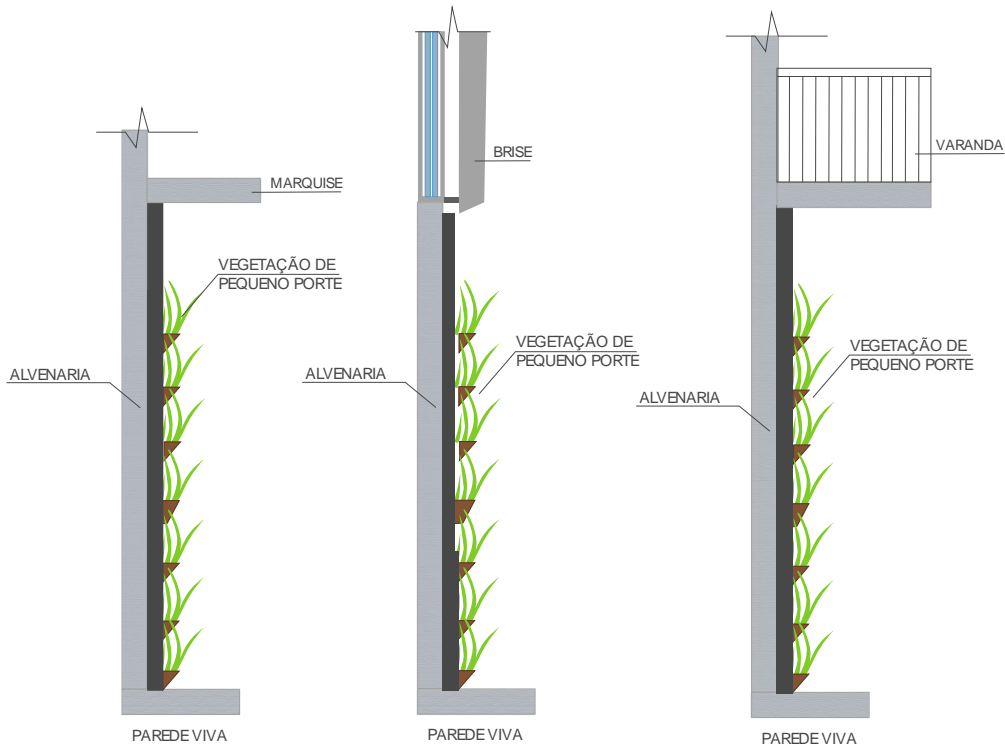 MARQUISE
VEGETAÇÃO DE
PEQUENO PORTE
ALVENARIA
PAREDE VIVA
BRISE
VEGETAÇÃO DE
PEQUENO PORTE
ALVENARIA
PAREDE VIVA
VARANDA
VEGETAÇÃO DE
PEQUENO PORTE
ALVENARIA
PAREDE VIVA